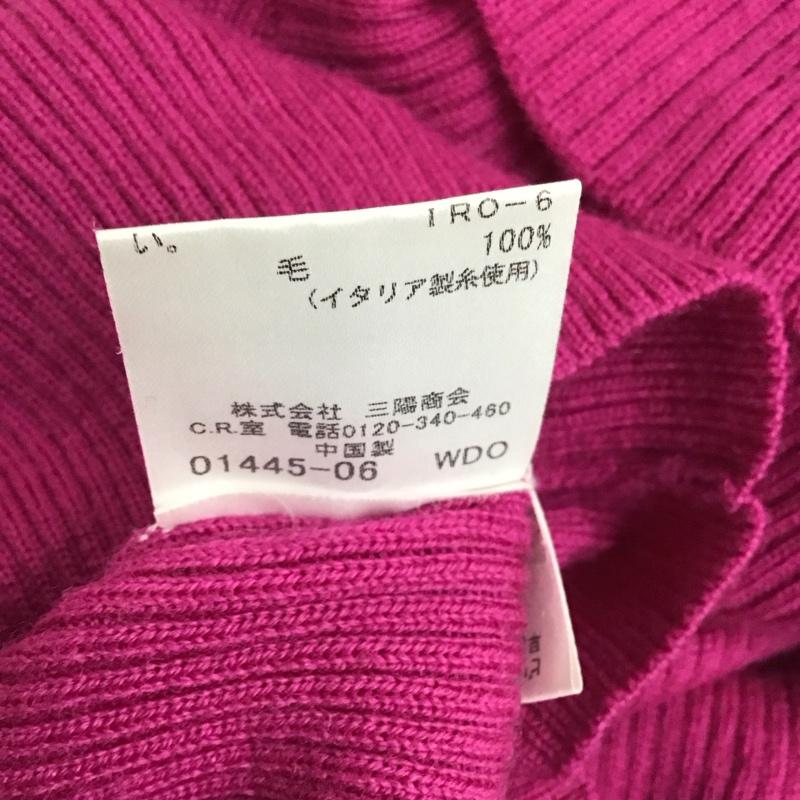 い。 IRO-6
毛 100%
(イタリア製糸使用)
株式会社 三陽商会
C.R.室 電話0120-340-460
中国製
01445-06 WDO